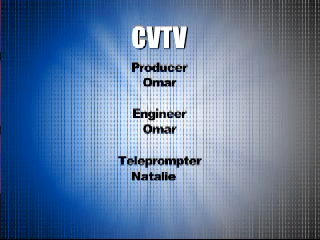 CVTV
Producer
Omar
Engineer
Omar
Teleprompter
Natalie